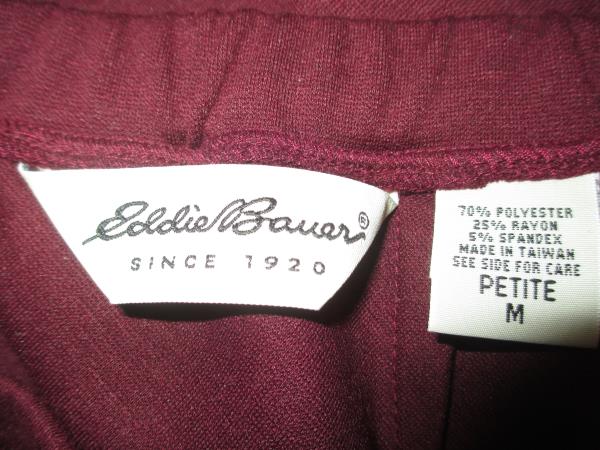 Eddie Bauer®
SINCE 1920
70% POLYESTER
25% RAYON
5% SPANDEX
MADE IN TAIWAN
SEE SIDE FOR CARE
PETITE
M